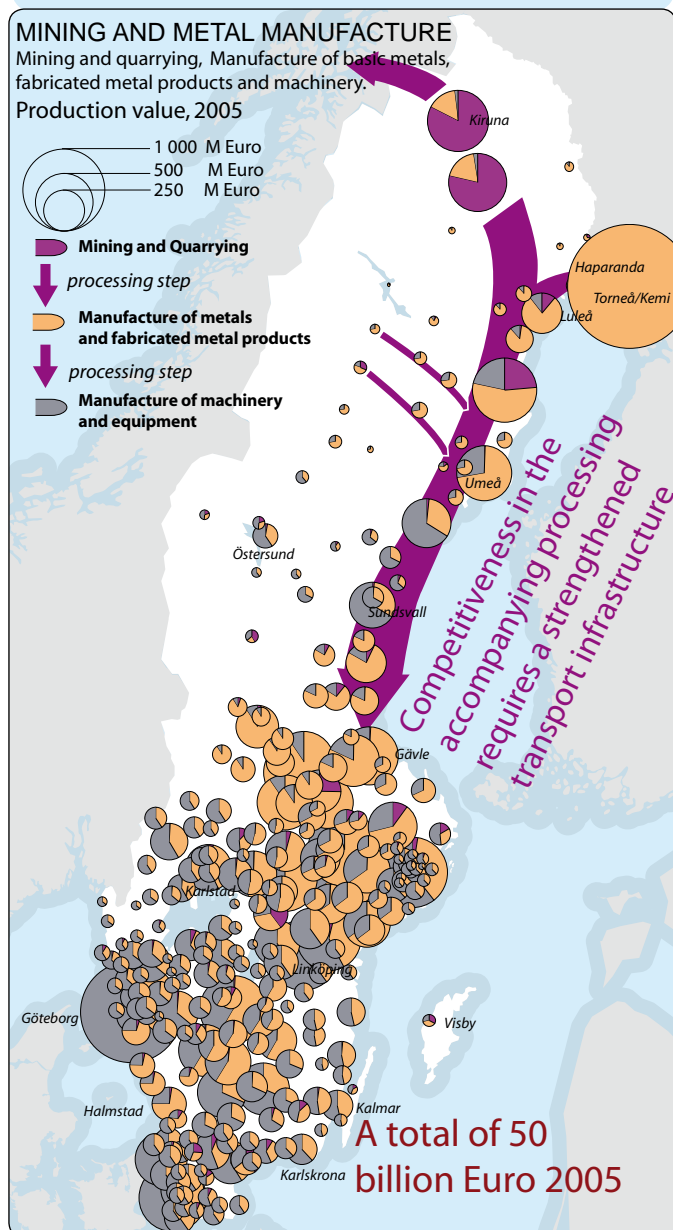 MINING AND METAL MANUFACTURE
Mining and quarrying, Manufacture of basic metals,
fabricated metal products and machinery.
Production value, 2005
1 000 M Euro
500 M Euro
250 M Euro
Mining and Quarrying
processing step
Manufacture of metals
and fabricated metal products
processing step
Manufacture of machinery
and equipment
Kiruna
Haparanda
Torneå/Kemi
Luleå
Umeå
Östersund
Sundsvall
Competitiveness in the
accompanying processing
requires a strengthened
transport infrastructure
Gävle
Karlstad
Linköping
Göteborg
Visby
Halmstad
Kalmar
Karlskrona
A total of 50
billion Euro 2005